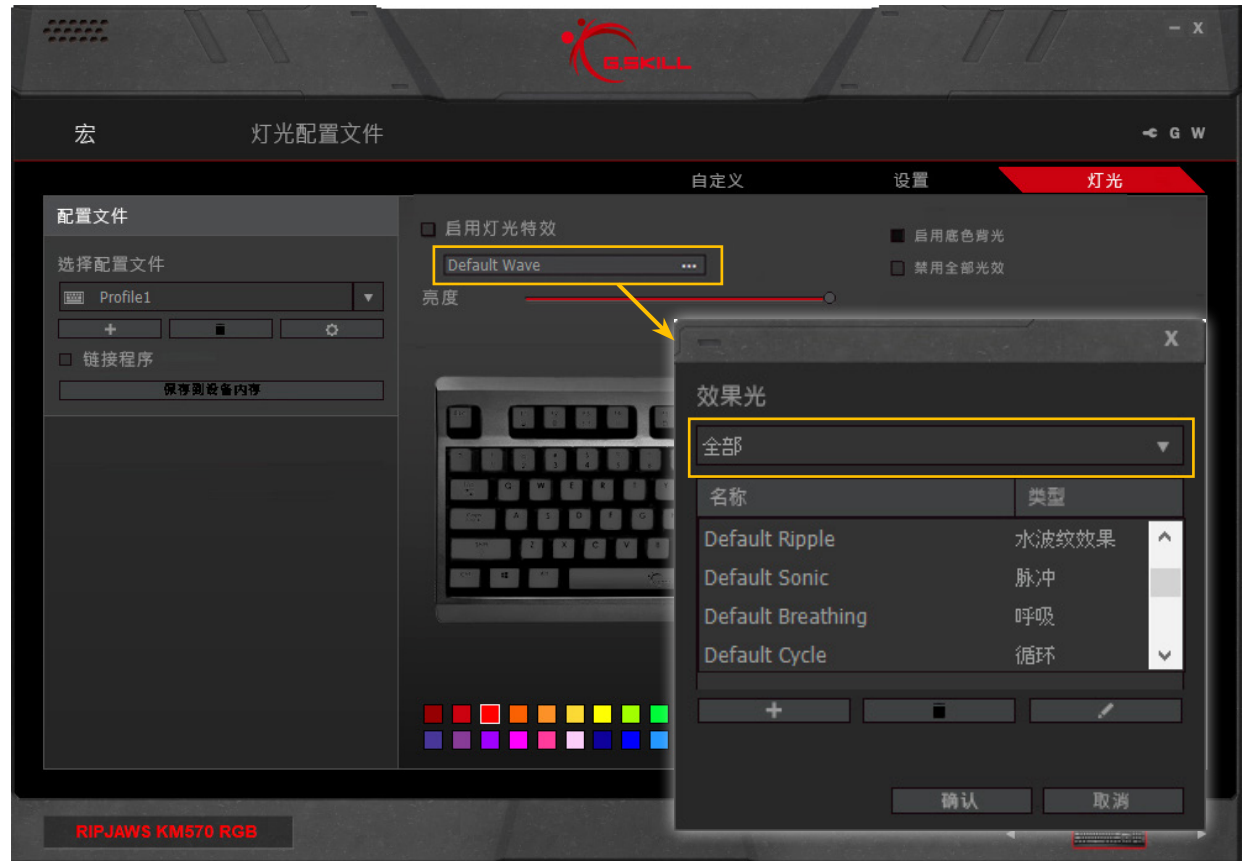 G.SKILL
- X
宏
灯光配置文件
G W
自定义
设置
灯光
配置文件
选择配置文件
Profile1
链接程序
保存到设备内存
启用灯光特效
Default Wave
亮度
启用底色背光
禁用全部光效
X
效果光
全部
名称 类型
Default Ripple 水波纹效果
Default Sonic 脉冲
Default Breathing 呼吸
Default Cycle 循环
确认
取消
RIPJAWS KM570 RGB